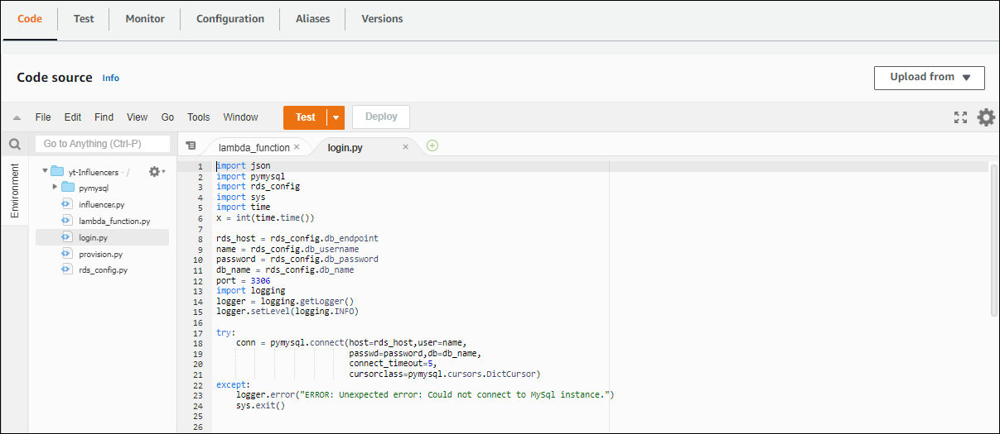 Code Test Monitor Configuration Aliases Versions
Code source Info Upload from
File Edit Find View Go Tools Window Test Deploy
Go to Anything (Ctrl-P) lambda_function login.py
Environment
yt-Influencers - /
pymysql
influencer.py
lambda_function.py
login.py
provision.py
rds_config.py
1 import json
2 import pymysql
3 import rds_config
4 import sys
5 import time
6 x = int(time.time())
7
8 rds_host = rds_config.db_endpoint
9 name = rds_config.db_username
10 password = rds_config.db_password
11 db_name = rds_config.db_name
12 port = 3306
13 import logging
14 logger = logging.getLogger()
15 logger.setLevel(logging.INFO)
16
17 try:
18 conn = pymysql.connect(host=rds_host,user=name,
19 passwd=password,db=db_name,
20 connect_timeout=5,
21 cursorclass=pymysql.cursors.DictCursor)
22 except:
23 logger.error("ERROR: Unexpected error: Could not connect to MySql instance.")
24 sys.exit()
25
26